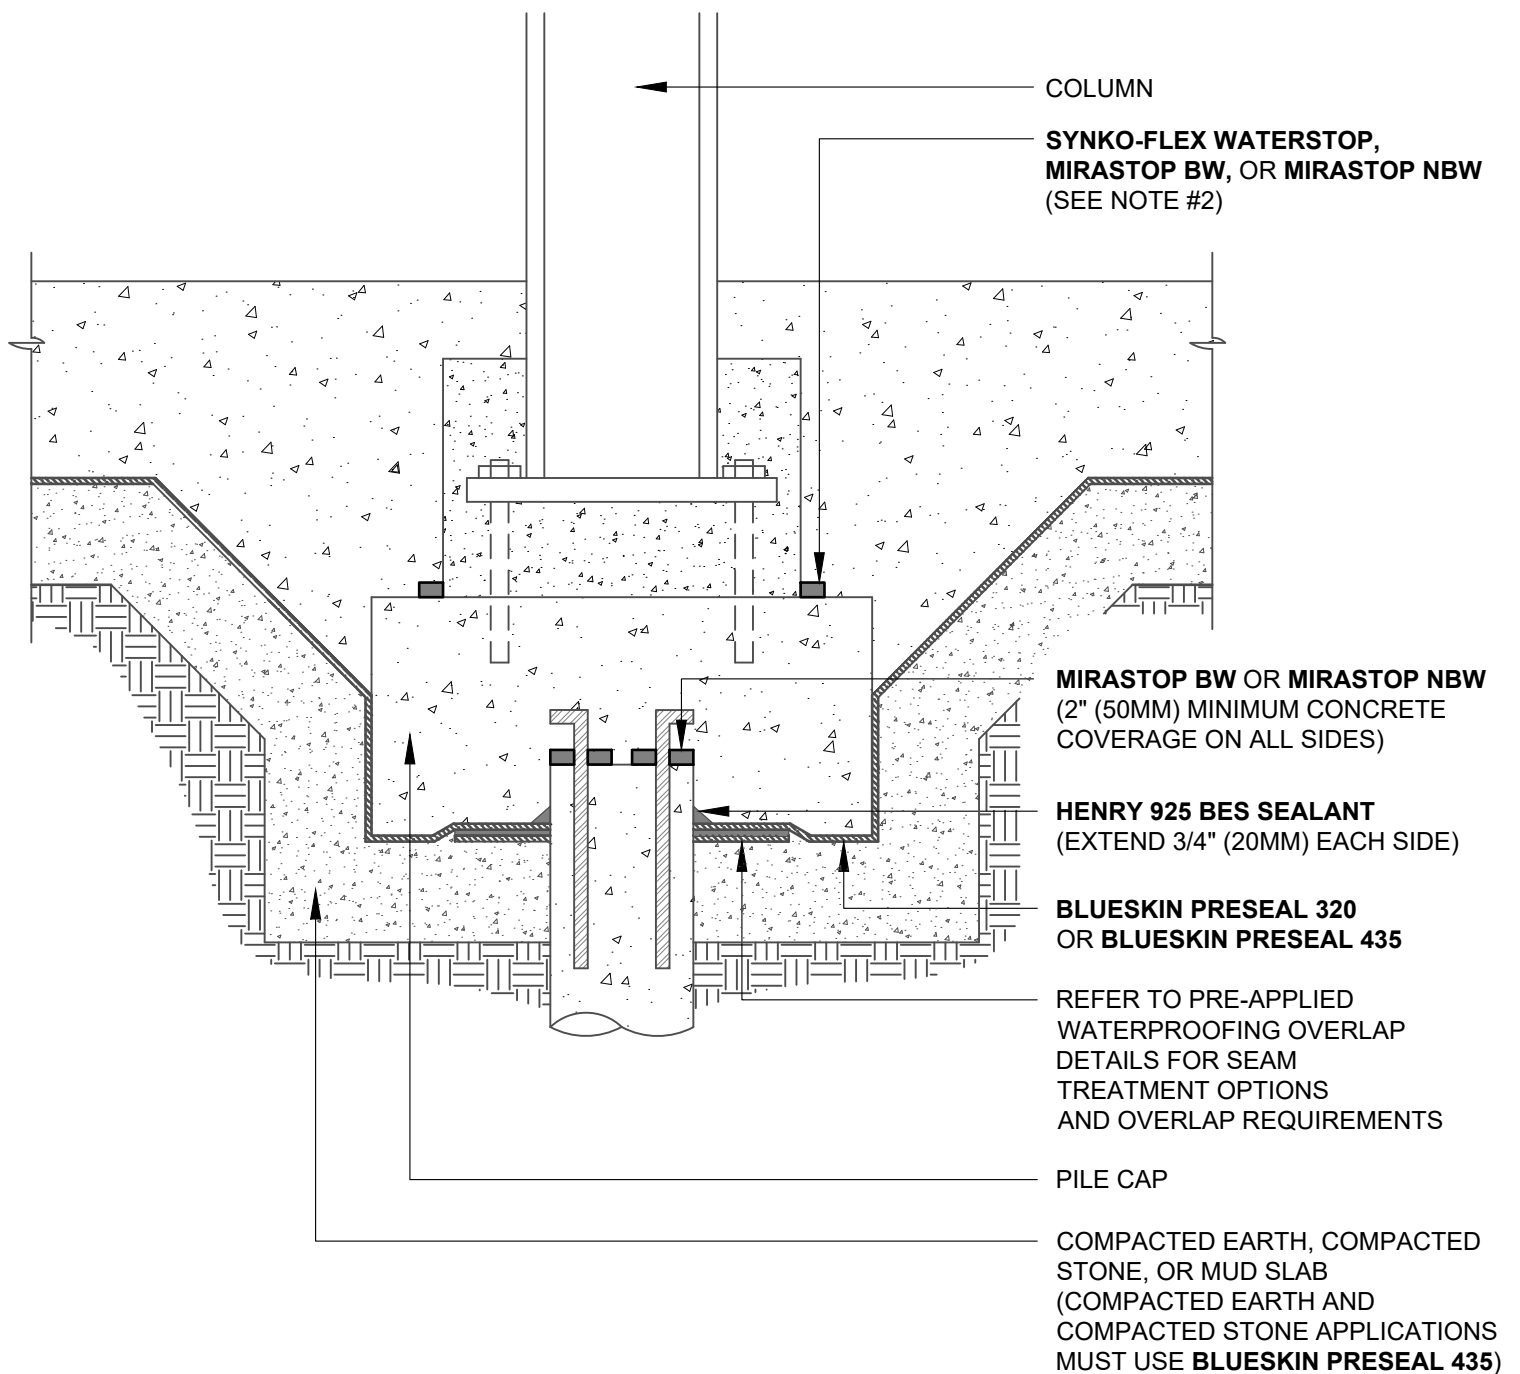 COLUMN
SYNKO-FLEX WATERSTOP,
MIRASTOP BW, OR MIRASTOP NBW
(SEE NOTE #2)
MIRASTOP BW OR MIRASTOP NBW
(2" (50MM) MINIMUM CONCRETE
COVERAGE ON ALL SIDES)
HENRY 925 BES SEALANT
(EXTEND 3/4" (20MM) EACH SIDE)
BLUESKIN PRESEAL 320
OR BLUESKIN PRESEAL 435
REFER TO PRE-APPLIED
WATERPROOFING OVERLAP
DETAILS FOR SEAM
TREATMENT OPTIONS
AND OVERLAP REQUIREMENTS
PILE CAP
COMPACTED EARTH, COMPACTED
STONE, OR MUD SLAB
(COMPACTED EARTH AND
COMPACTED STONE APPLICATIONS
MUST USE BLUESKIN PRESEAL 435)